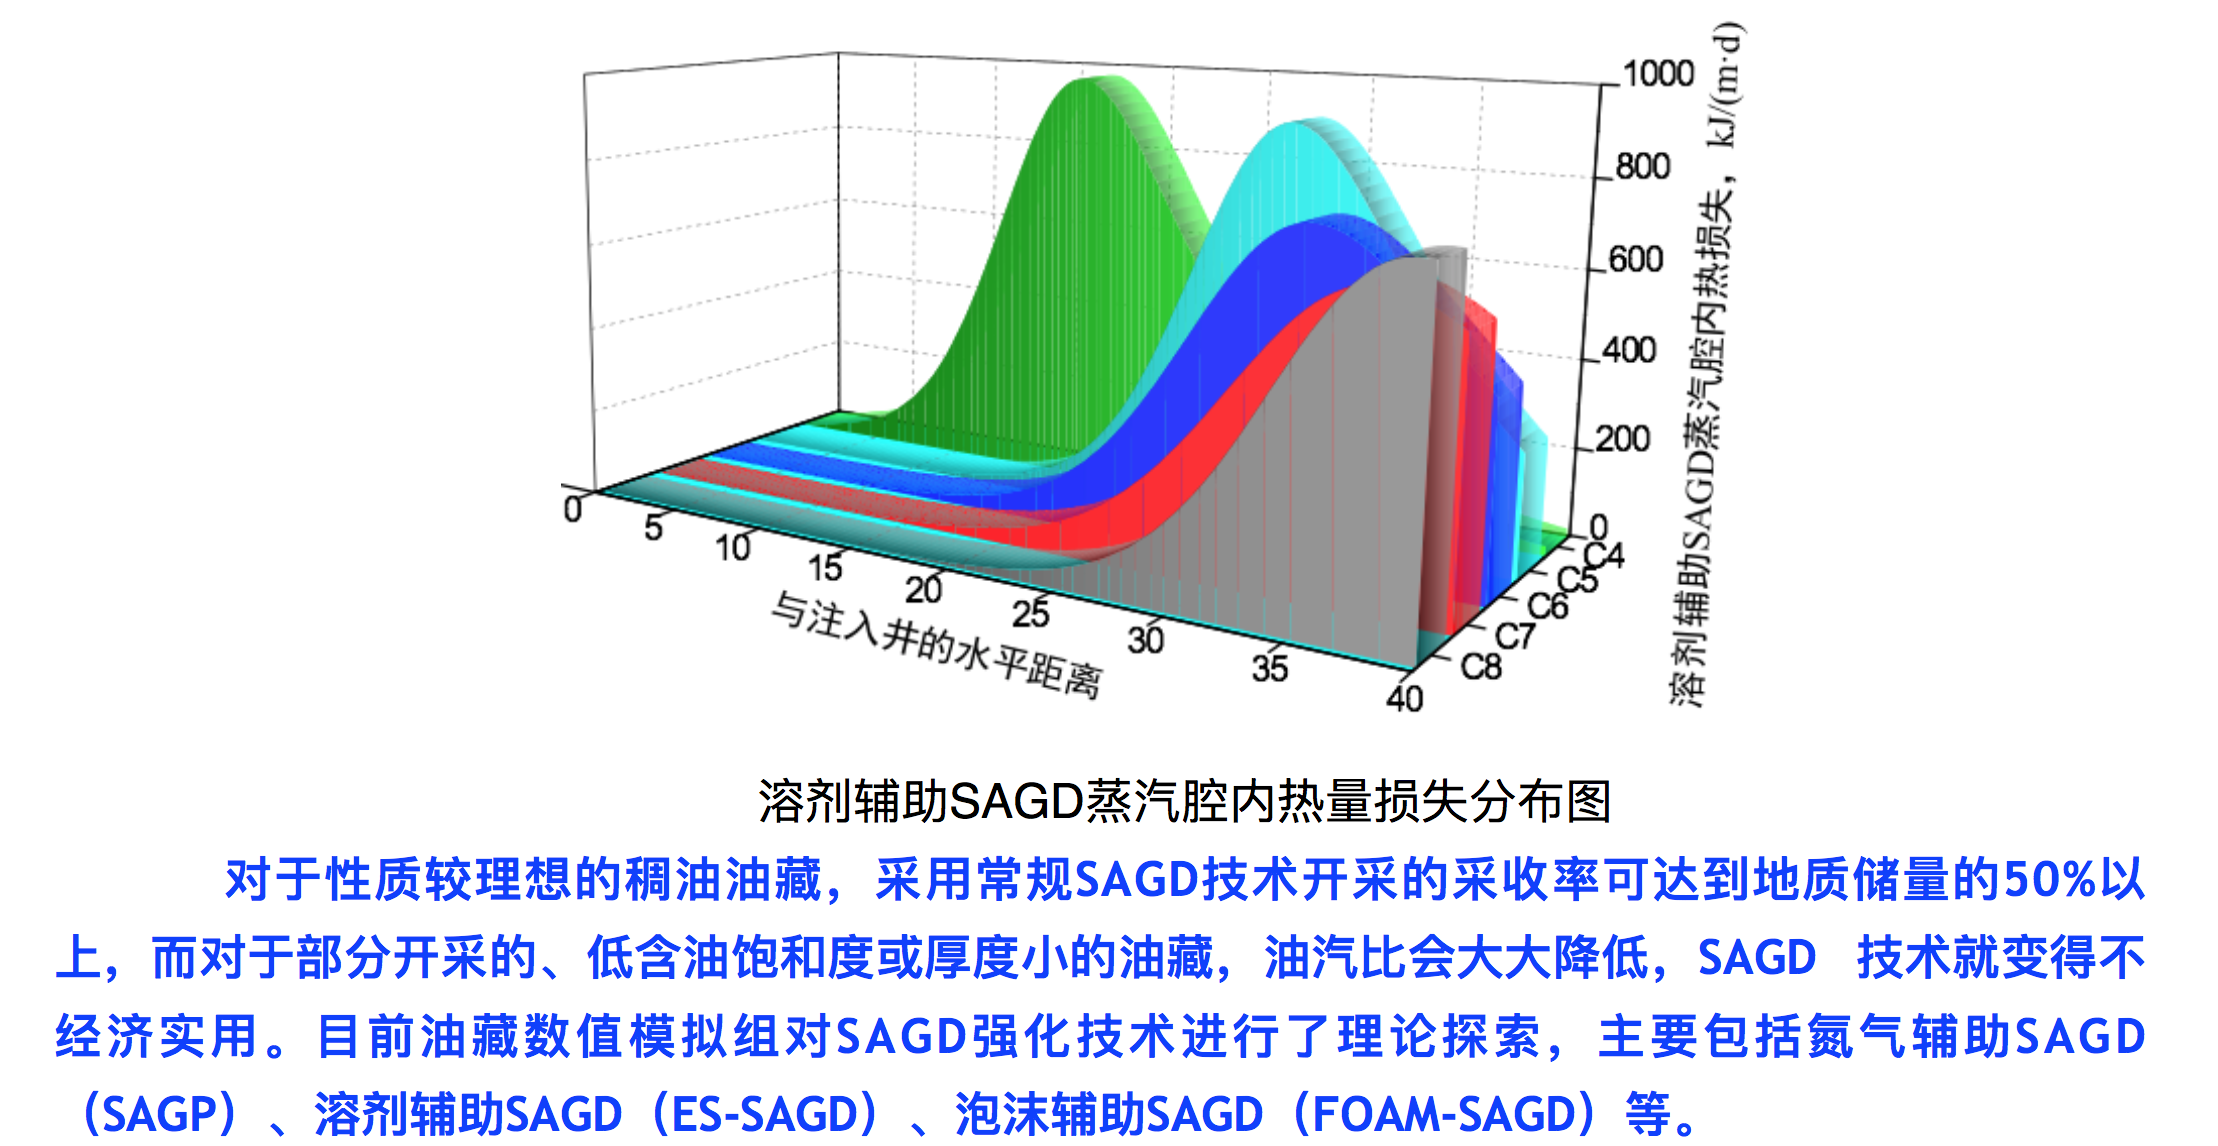 1000
800
600
400
200
0
溶剂辅助SAGD蒸汽腔内热损失，kJ/(m·d)
C4
C5
C6
C7
C8
0
5
10
15
20
25
30
35
40
与注入井的水平距离
溶剂辅助SAGD蒸汽腔内热量损失分布图
对于性质较理想的稠油油藏，采用常规SAGD技术开采的采收率可达到地质储量的50%以
上，而对于部分开采的、低含油饱和度或厚度小的油藏，油汽比会大大降低，SAGD 技术就变得不
经济实用。目前油藏数值模拟组对SAGD强化技术进行了理论探索，主要包括氮气辅助SAGD
（SAGP）、溶剂辅助SAGD（ES-SAGD）、泡沫辅助SAGD（FOAM-SAGD）等。